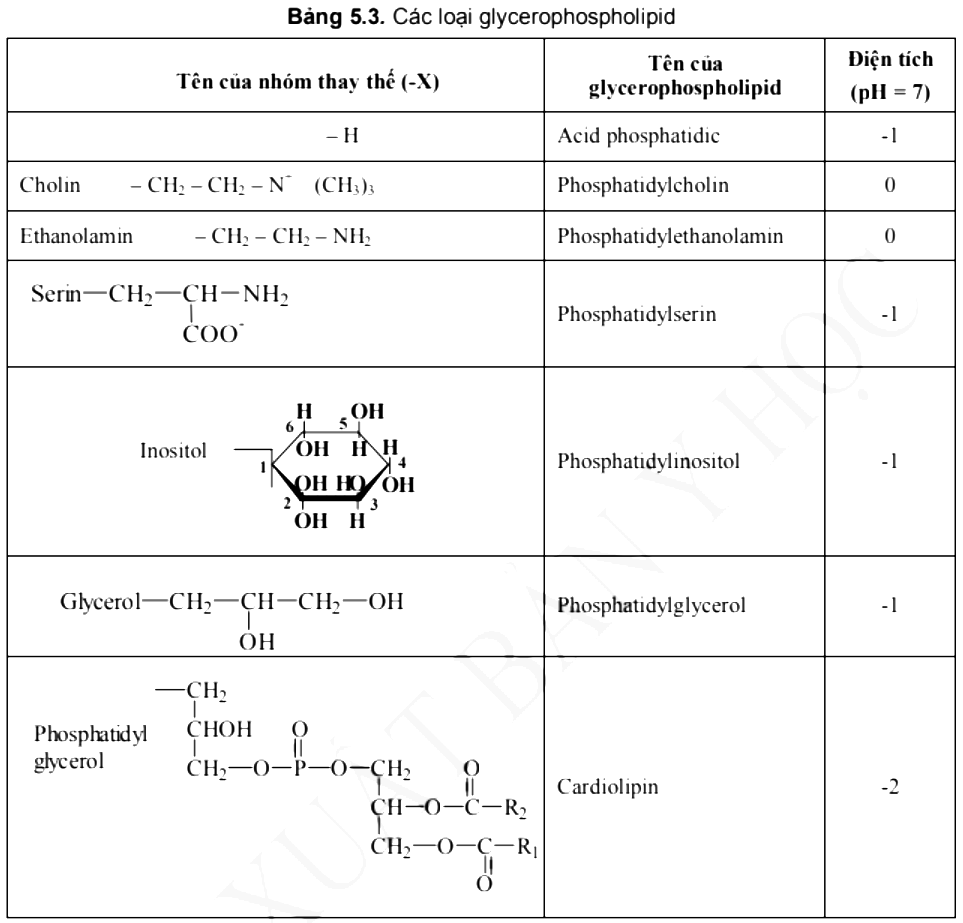 Bảng 5.3. Các loại glycerophospholipid
Tên của nhóm thay thế (-X)
Tên của glycerophospholipid
Điện tích (pH = 7)
– H
Acid phosphatidic
-1
Cholin – CH₂ – CH₂ – N⁺ (CH₃)₃
Phosphatidylcholin
0
Ethanolamin – CH₂ – CH₂ – NH₂
Phosphatidylethanolamin
0
Serin—CH₂—CH—NH₂
COO⁻
Phosphatidylserin
-1
H OH
6 5
OH H H
Inositol
1 4
OH HO OH
2 3
OH H
Phosphatidylinositol
-1
Glycerol—CH₂—CH—CH₂—OH
OH
Phosphatidylglycerol
-1
—CH₂
Phosphatidyl glycerol
CHOH O
CH₂—O—P—O—CH₂ O
CH—O—C—R₂
CH₂—O—C—R₁
O
Cardiolipin
-2
XUẤT BẢN Y HỌC